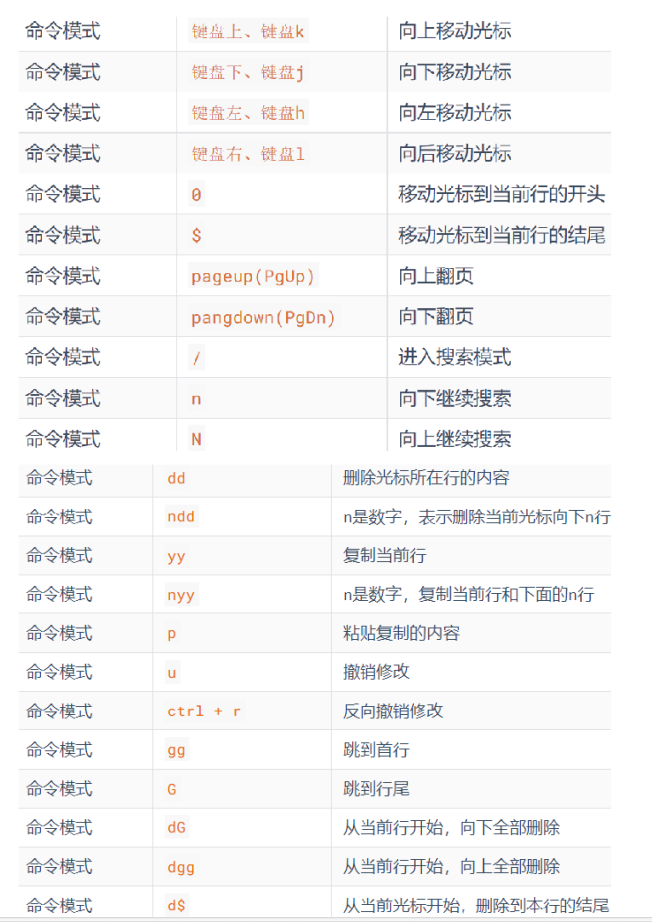 命令模式 键盘上、键盘k 向上移动光标
命令模式 键盘下、键盘j 向下移动光标
命令模式 键盘左、键盘h 向左移动光标
命令模式 键盘右、键盘l 向后移动光标
命令模式 0 移动光标到当前行的开头
命令模式 $ 移动光标到当前行的结尾
命令模式 pageup(PgUp) 向上翻页
命令模式 pangdown(PgDn) 向下翻页
命令模式 / 进入搜索模式
命令模式 n 向下继续搜索
命令模式 N 向上继续搜索
命令模式 dd 删除光标所在行的内容
命令模式 ndd n是数字，表示删除当前光标向下n行
命令模式 yy 复制当前行
命令模式 nyy n是数字，复制当前行和下面的n行
命令模式 p 粘贴复制的内容
命令模式 u 撤销修改
命令模式 ctrl + r 反向撤销修改
命令模式 gg 跳到首行
命令模式 G 跳到行尾
命令模式 dG 从当前行开始，向下全部删除
命令模式 dgg 从当前行开始，向上全部删除
命令模式 d$ 从当前光标开始，删除到本行的结尾